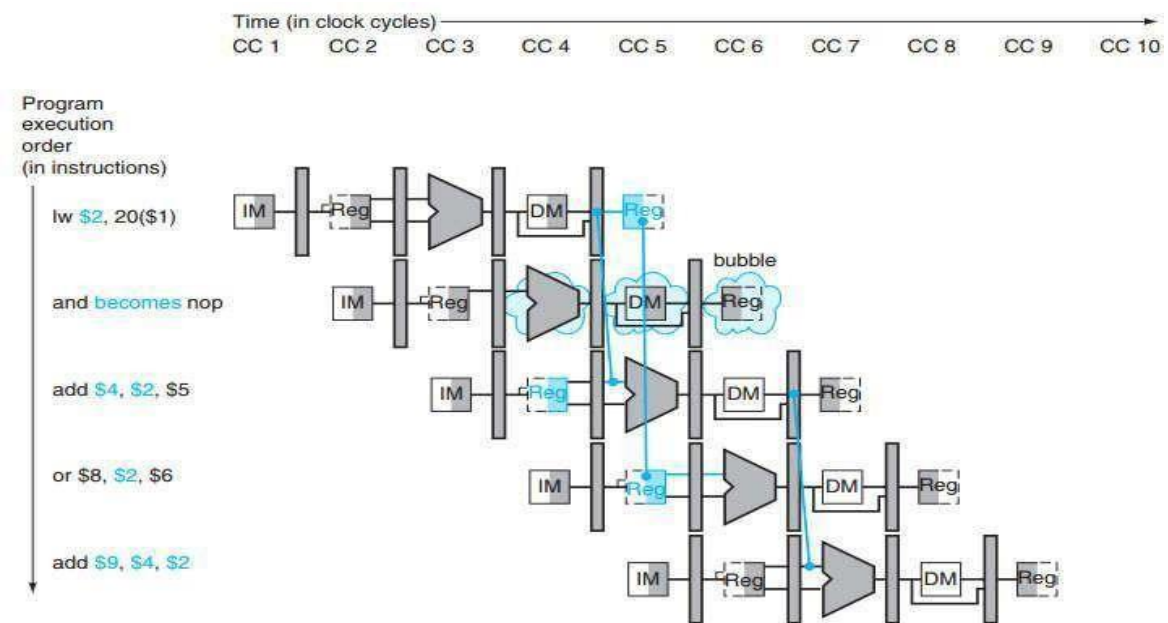 Time (in clock cycles)
CC 1 CC 2 CC 3 CC 4 CC 5 CC 6 CC 7 CC 8 CC 9 CC 10
Program
execution
order
(in instructions)
lw $2, 20($1)
IM Reg DM Reg
bubble
and becomes nop
IM Reg DM Reg
add $4, $2, $5
IM Reg DM Reg
or $8, $2, $6
IM Reg DM Reg
add $9, $4, $2
IM Reg DM Reg